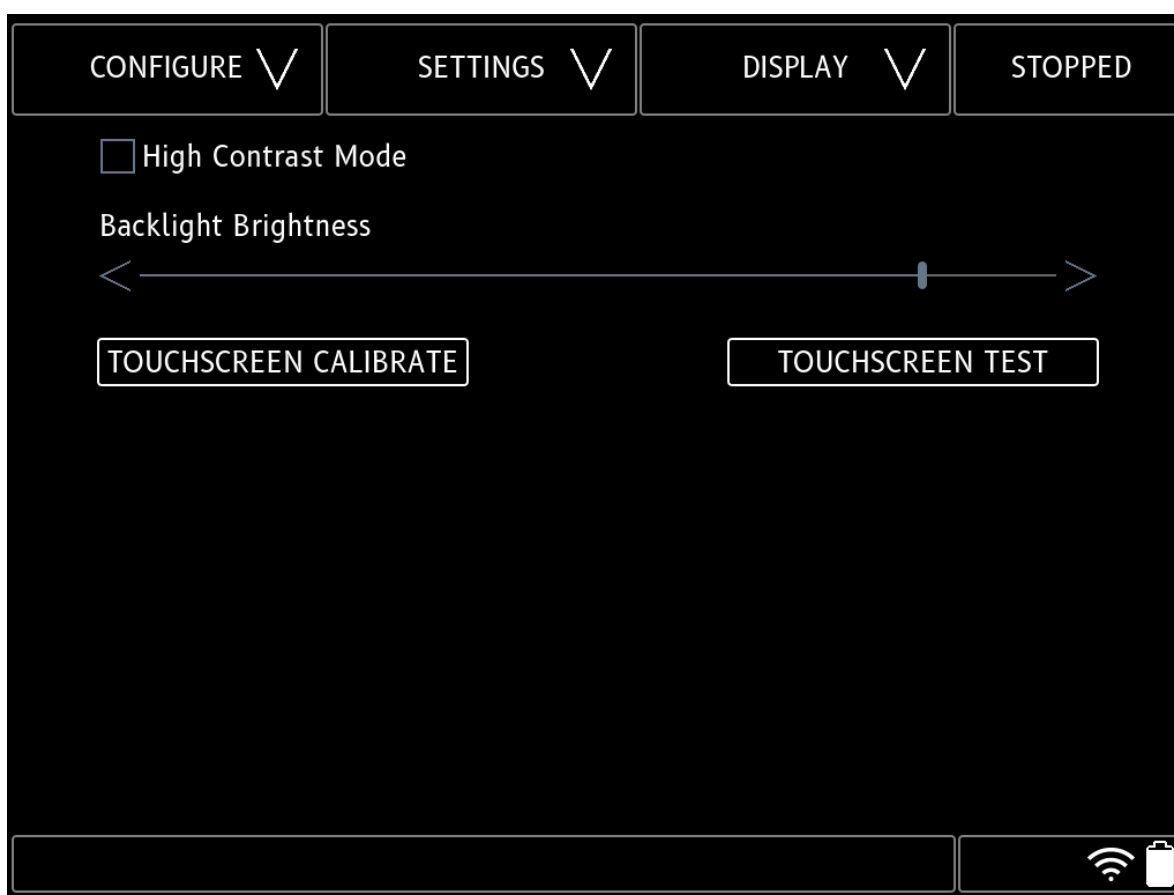 CONFIGURE SETTINGS DISPLAY STOPPED
High Contrast Mode
Backlight Brightness
TOUCHSCREEN CALIBRATE TOUCHSCREEN TEST